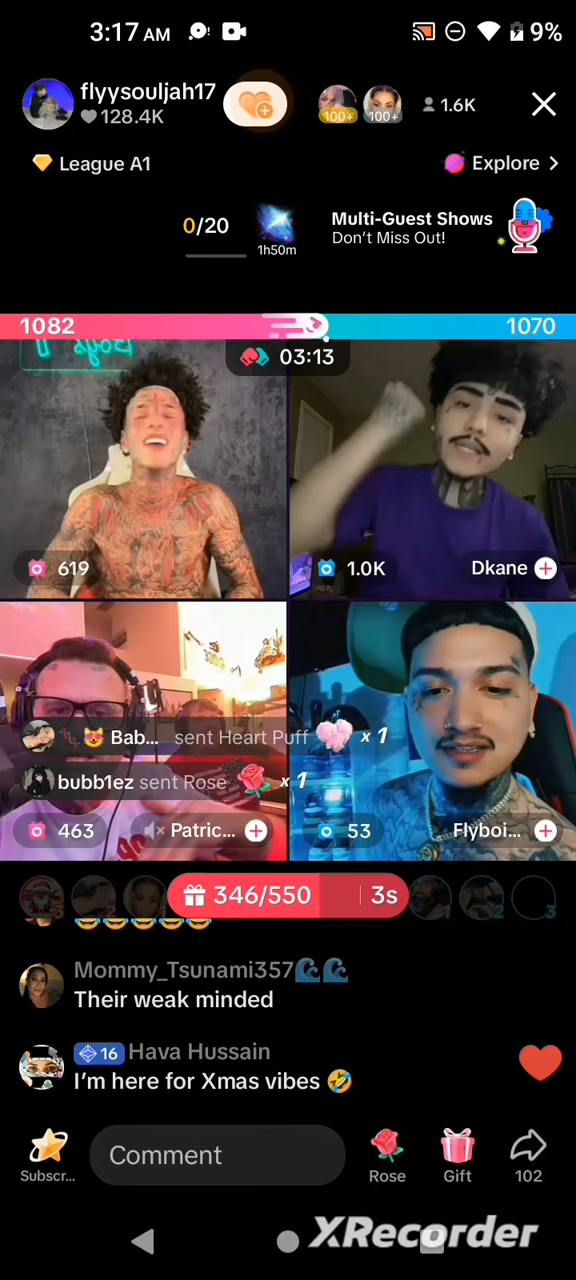 3:17 AM
9%
flyysouljah17
128.4K
100+
100+
1.6K
League A1
Explore >
0/20
1h50m
Multi-Guest Shows
Don't Miss Out!
1082
1070
03:13
619
1.0K
Dkane
Bab... sent Heart Puff x 1
bubb1ez sent Rose x 1
463
Patric...
53
Flyboi...
346/550
3s
Mommy_Tsunami357🌊🌊
Their weak minded
16 Hava Hussain
I'm here for Xmas vibes 🤣
Subscr...
Comment
Rose
Gift
102
XRecorder